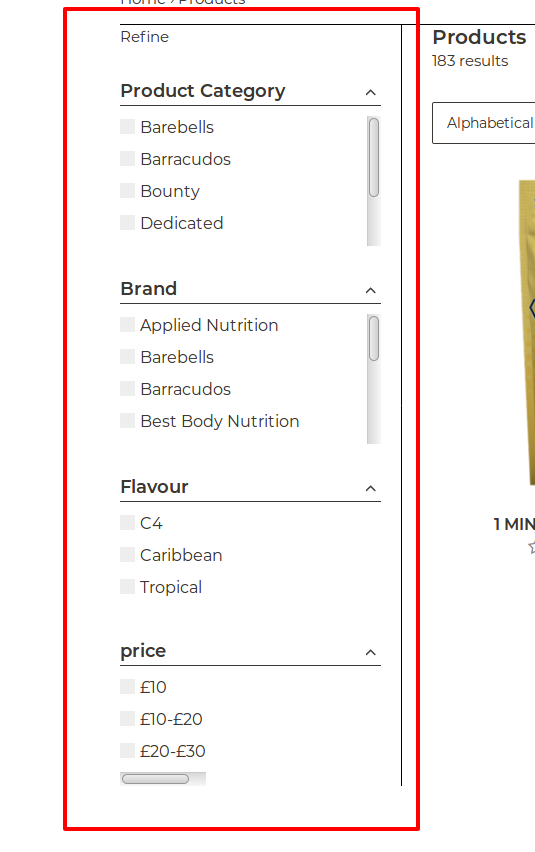 Home › Products
Refine
Product Category
Barebells
Barracudos
Bounty
Dedicated
Brand
Applied Nutrition
Barebells
Barracudos
Best Body Nutrition
Flavour
C4
Caribbean
Tropical
price
£10
£10-£20
£20-£30
Products
183 results
Alphabetical
1 MIN